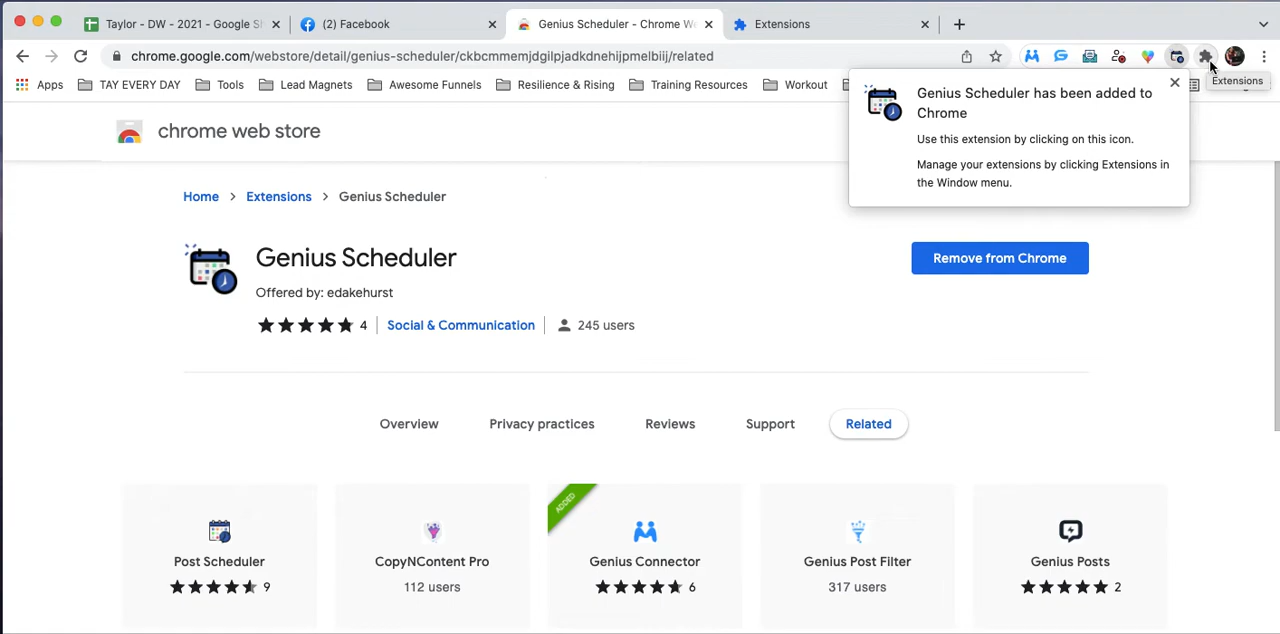 Taylor - DW - 2021 - Google Sh
(2) Facebook
Genius Scheduler - Chrome We
Extensions
chrome.google.com/webstore/detail/genius-scheduler/ckbcmmemjdgilpjadkdnehijpmelbiij/related
Extensions
Apps
TAY EVERY DAY
Tools
Lead Magnets
Awesome Funnels
Resilience & Rising
Training Resources
Workout
Genius Scheduler has been added to
Chrome
Use this extension by clicking on this icon.
Manage your extensions by clicking Extensions in
the Window menu.
chrome web store
Home > Extensions > Genius Scheduler
Genius Scheduler
Remove from Chrome
Offered by: edakehurst
4
Social & Communication
245 users
Overview
Privacy practices
Reviews
Support
Related
ADDED
Post Scheduler
9
CopyNContent Pro
112 users
Genius Connector
6
Genius Post Filter
317 users
Genius Posts
2